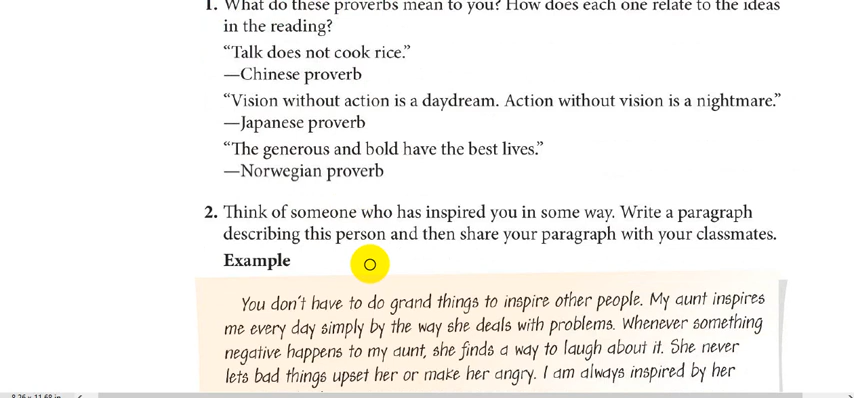 1. What do these proverbs mean to you? How does each one relate to the ideas
in the reading?
“Talk does not cook rice.”
—Chinese proverb
“Vision without action is a daydream. Action without vision is a nightmare.”
—Japanese proverb
“The generous and bold have the best lives.”
—Norwegian proverb
2. Think of someone who has inspired you in some way. Write a paragraph
describing this person and then share your paragraph with your classmates.
Example
You don't have to do grand things to inspire other people. My aunt inspires
me every day simply by the way she deals with problems. Whenever something
negative happens to my aunt, she finds a way to laugh about it. She never
lets bad things upset her or make her angry. I am always inspired by her
8.26 x 11.68 in